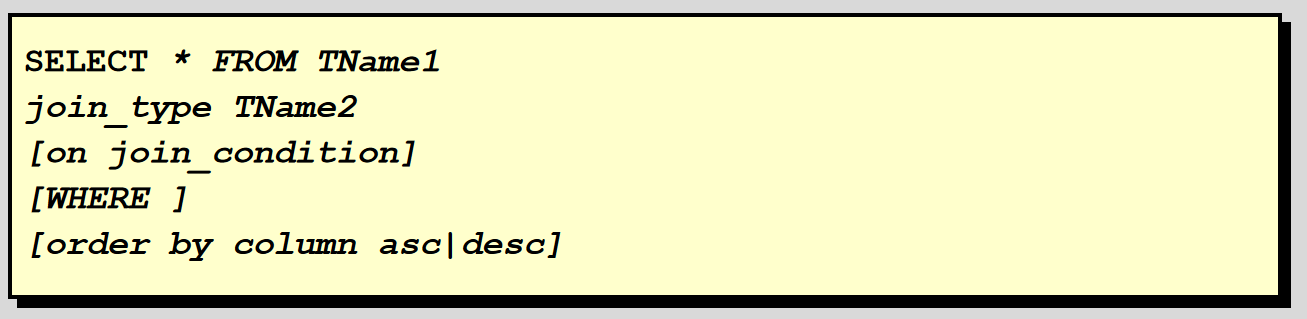 SELECT * FROM TName1
join_type TName2
[on join_condition]
[WHERE ]
[order by column asc|desc]